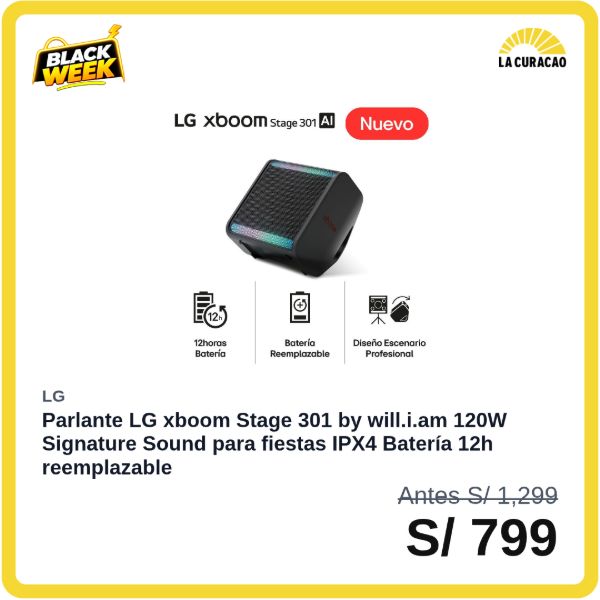 BLACK
WEEK
LA CURACAO
LG xboom Stage 301 AI
Nuevo
12h
12horas
Batería
Batería
Reemplazable
Diseño Escenario
Profesional
LG
Parlante LG xboom Stage 301 by will.i.am 120W
Signature Sound para fiestas IPX4 Batería 12h
reemplazable
Antes S/ 1,299
S/ 799